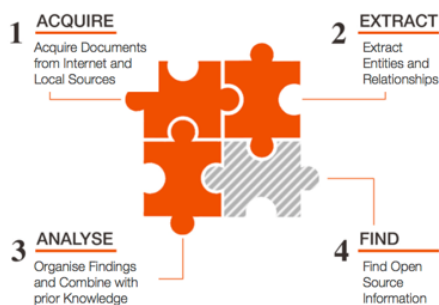 1 ACQUIRE
Acquire Documents
from Internet and
Local Sources
2 EXTRACT
Extract
Entities and
Relationships
3 ANALYSE
Organise Findings
and Combine with
prior Knowledge
4 FIND
Find Open
Source
Information